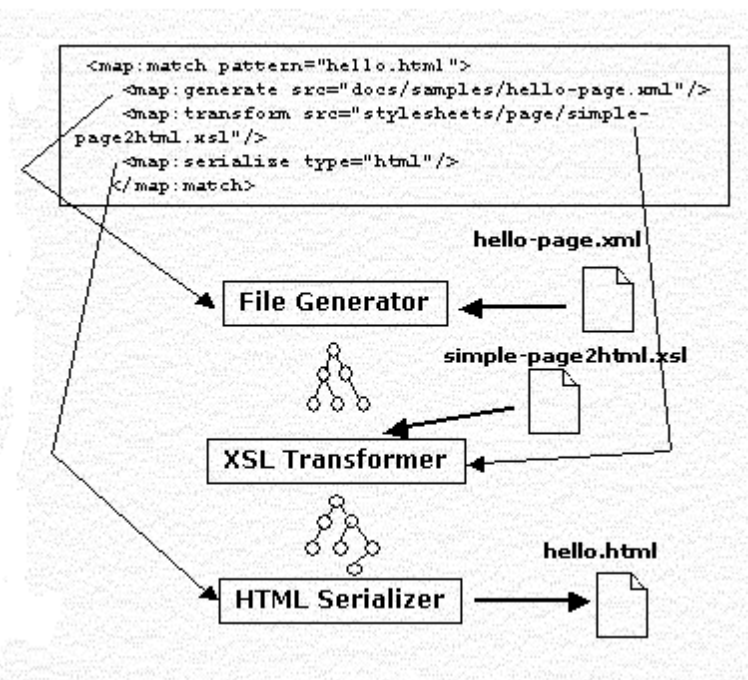 <map:match pattern="hello.html">
<map:generate src="docs/samples/hello-page.xml"/>
<map:transform src="stylesheets/page/simple-
page2html.xsl"/>
<map:serialize type="html"/>
</map:match>
hello-page.xml
File Generator
simple-page2html.xsl
XSL Transformer
hello.html
HTML Serializer